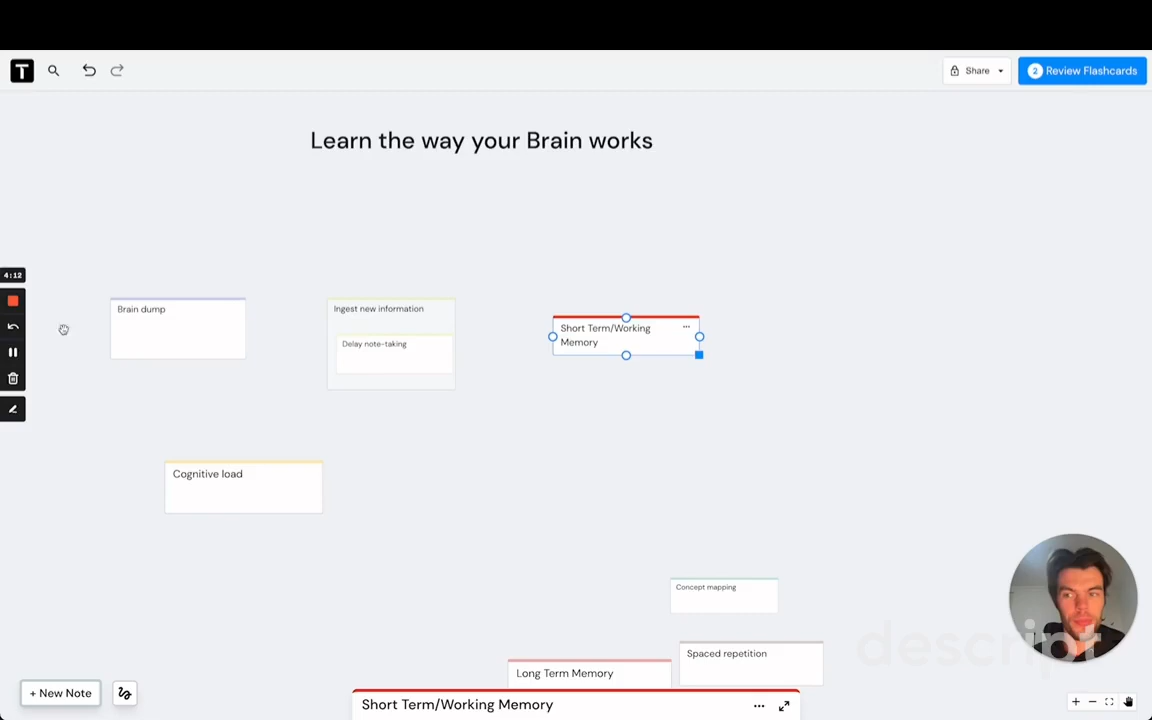 T
Share
2 Review Flashcards
Learn the way your Brain works
4:12
Brain dump
Ingest new information
Delay note-taking
Short Term/Working
Memory
Cognitive load
Concept mapping
Spaced repetition
Long Term Memory
descript
+ New Note
Short Term/Working Memory